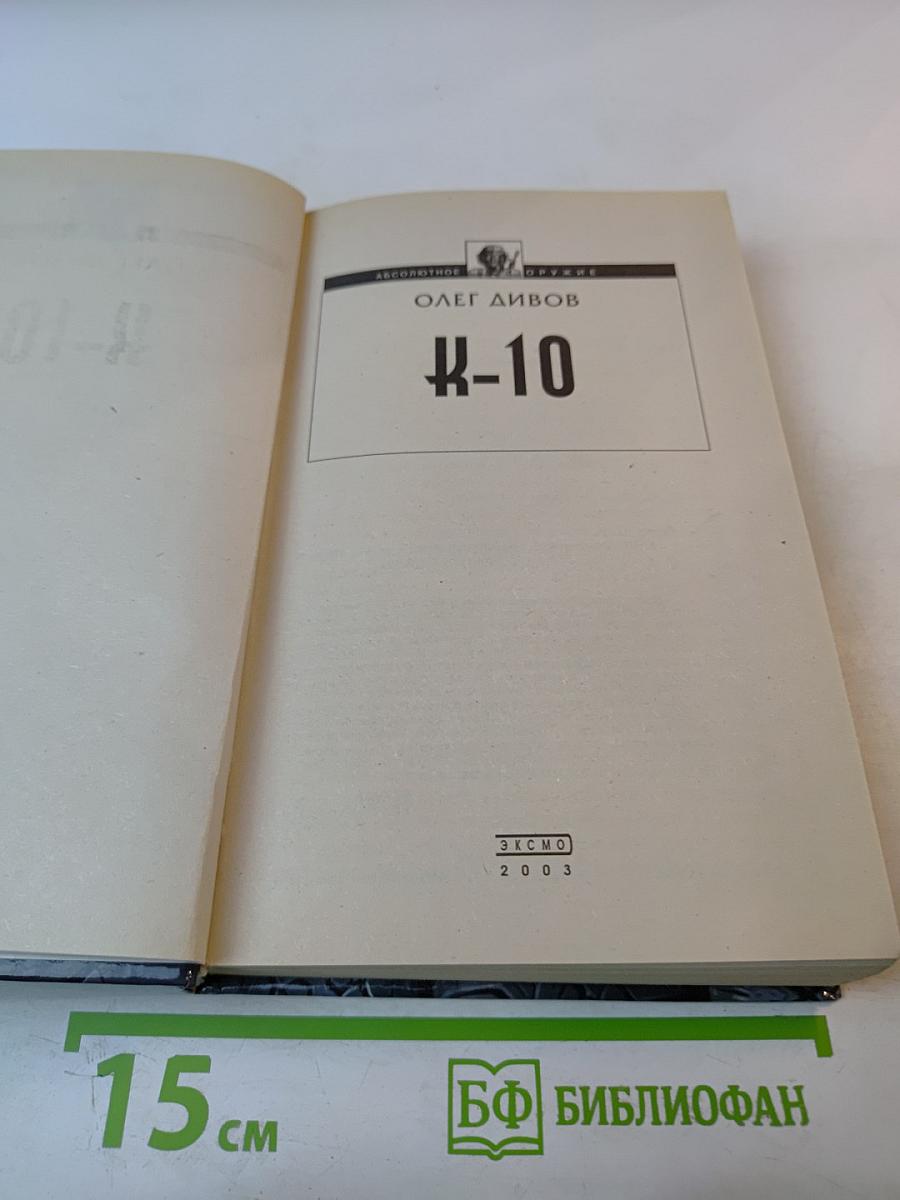 АБСОЛЮТНОЕ ОРУЖИЕ
ОЛЕГ ДИВОВ
К-10
ЭКСМО
2003
15 см
БФ БИБЛИОФАН